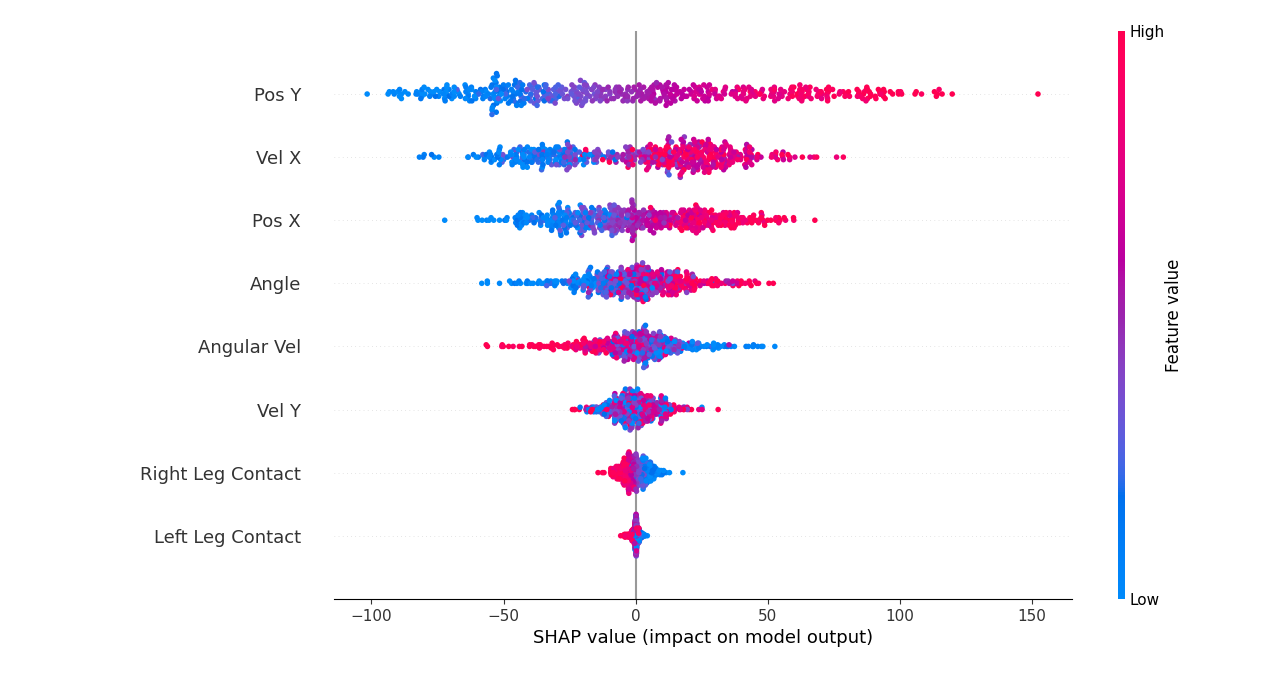 High
Pos Y
Vel X
Pos X
Angle
Angular Vel
Vel Y
Right Leg Contact
Left Leg Contact
Feature value
Low
−100 −50 0 50 100 150
SHAP value (impact on model output)